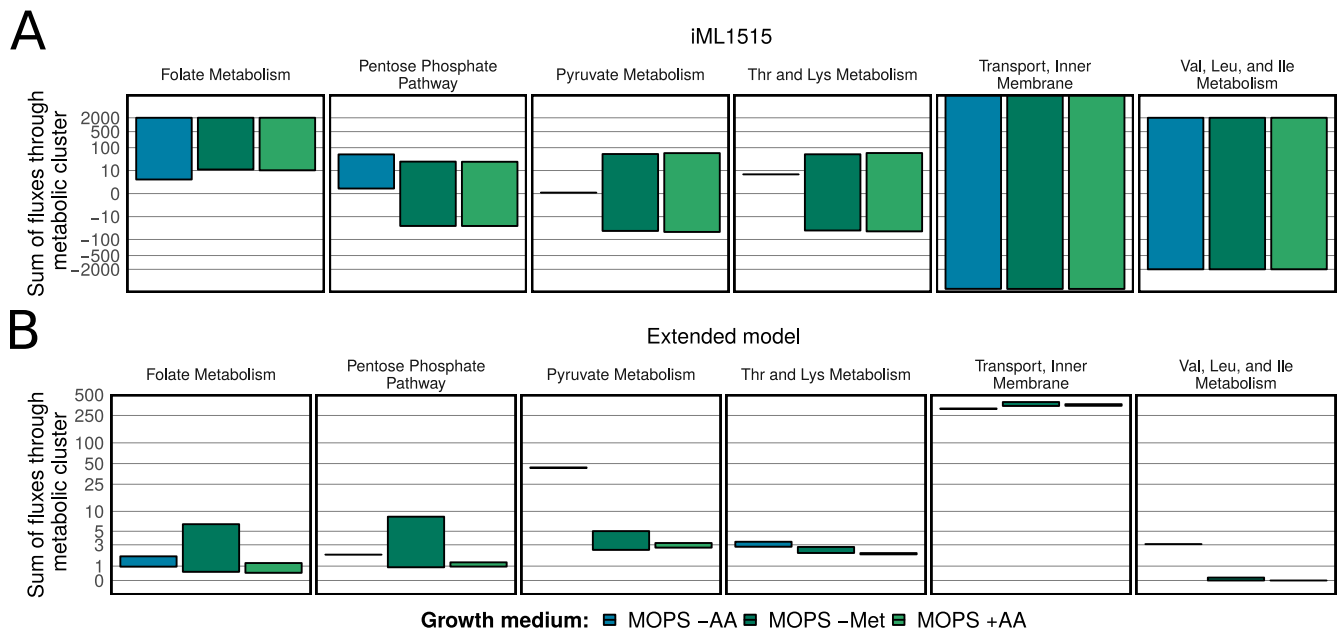 A
iML1515
Folate Metabolism
Pentose Phosphate
Pathway
Pyruvate Metabolism
Thr and Lys Metabolism
Transport, Inner
Membrane
Val, Leu, and Ile
Metabolism
Sum of fluxes through
metabolic cluster
2000
500
100
10
0
−10
−100
−500
−2000
B
Extended model
Folate Metabolism
Pentose Phosphate
Pathway
Pyruvate Metabolism
Thr and Lys Metabolism
Transport, Inner
Membrane
Val, Leu, and Ile
Metabolism
Sum of fluxes through
metabolic cluster
500
250
100
50
25
10
5
3
1
0
Growth medium: MOPS −AA MOPS −Met MOPS +AA